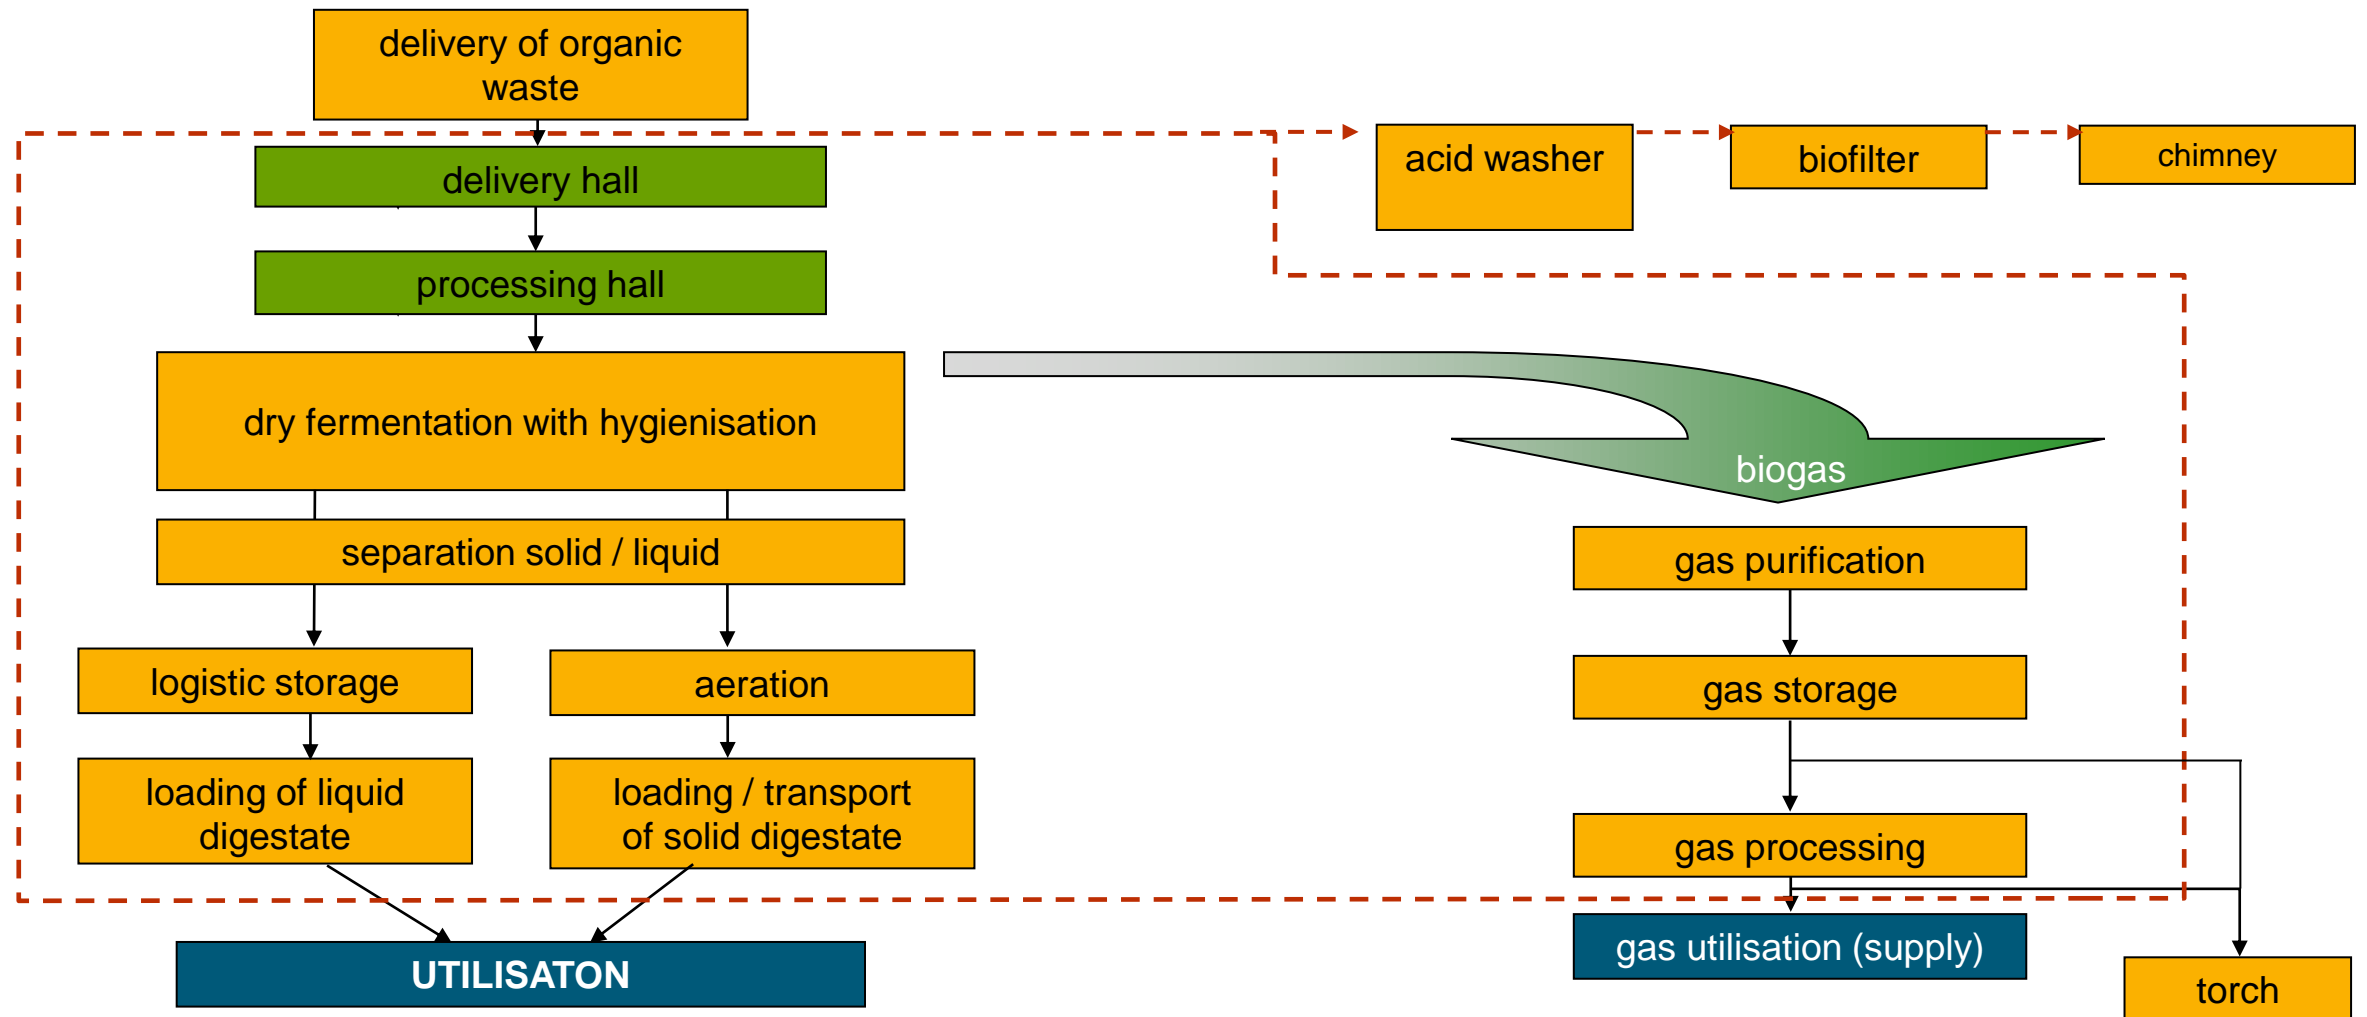 delivery of organic
waste
delivery hall
processing hall
dry fermentation with hygienisation
separation solid / liquid
logistic storage
aeration
loading of liquid
digestate
loading / transport
of solid digestate
UTILISATON
acid washer
biofilter
chimney
biogas
gas purification
gas storage
gas processing
gas utilisation (supply)
torch